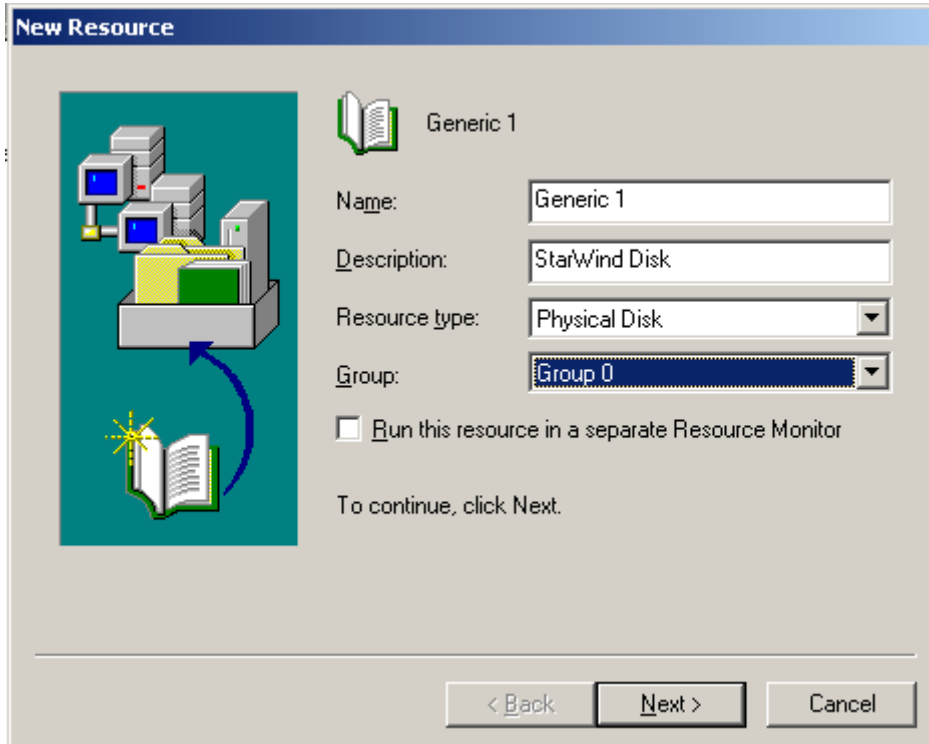 New Resource
Generic 1
Name: Generic 1
Description: StarWind Disk
Resource type: Physical Disk
Group: Group 0
Run this resource in a separate Resource Monitor
To continue, click Next.
< Back Next > Cancel